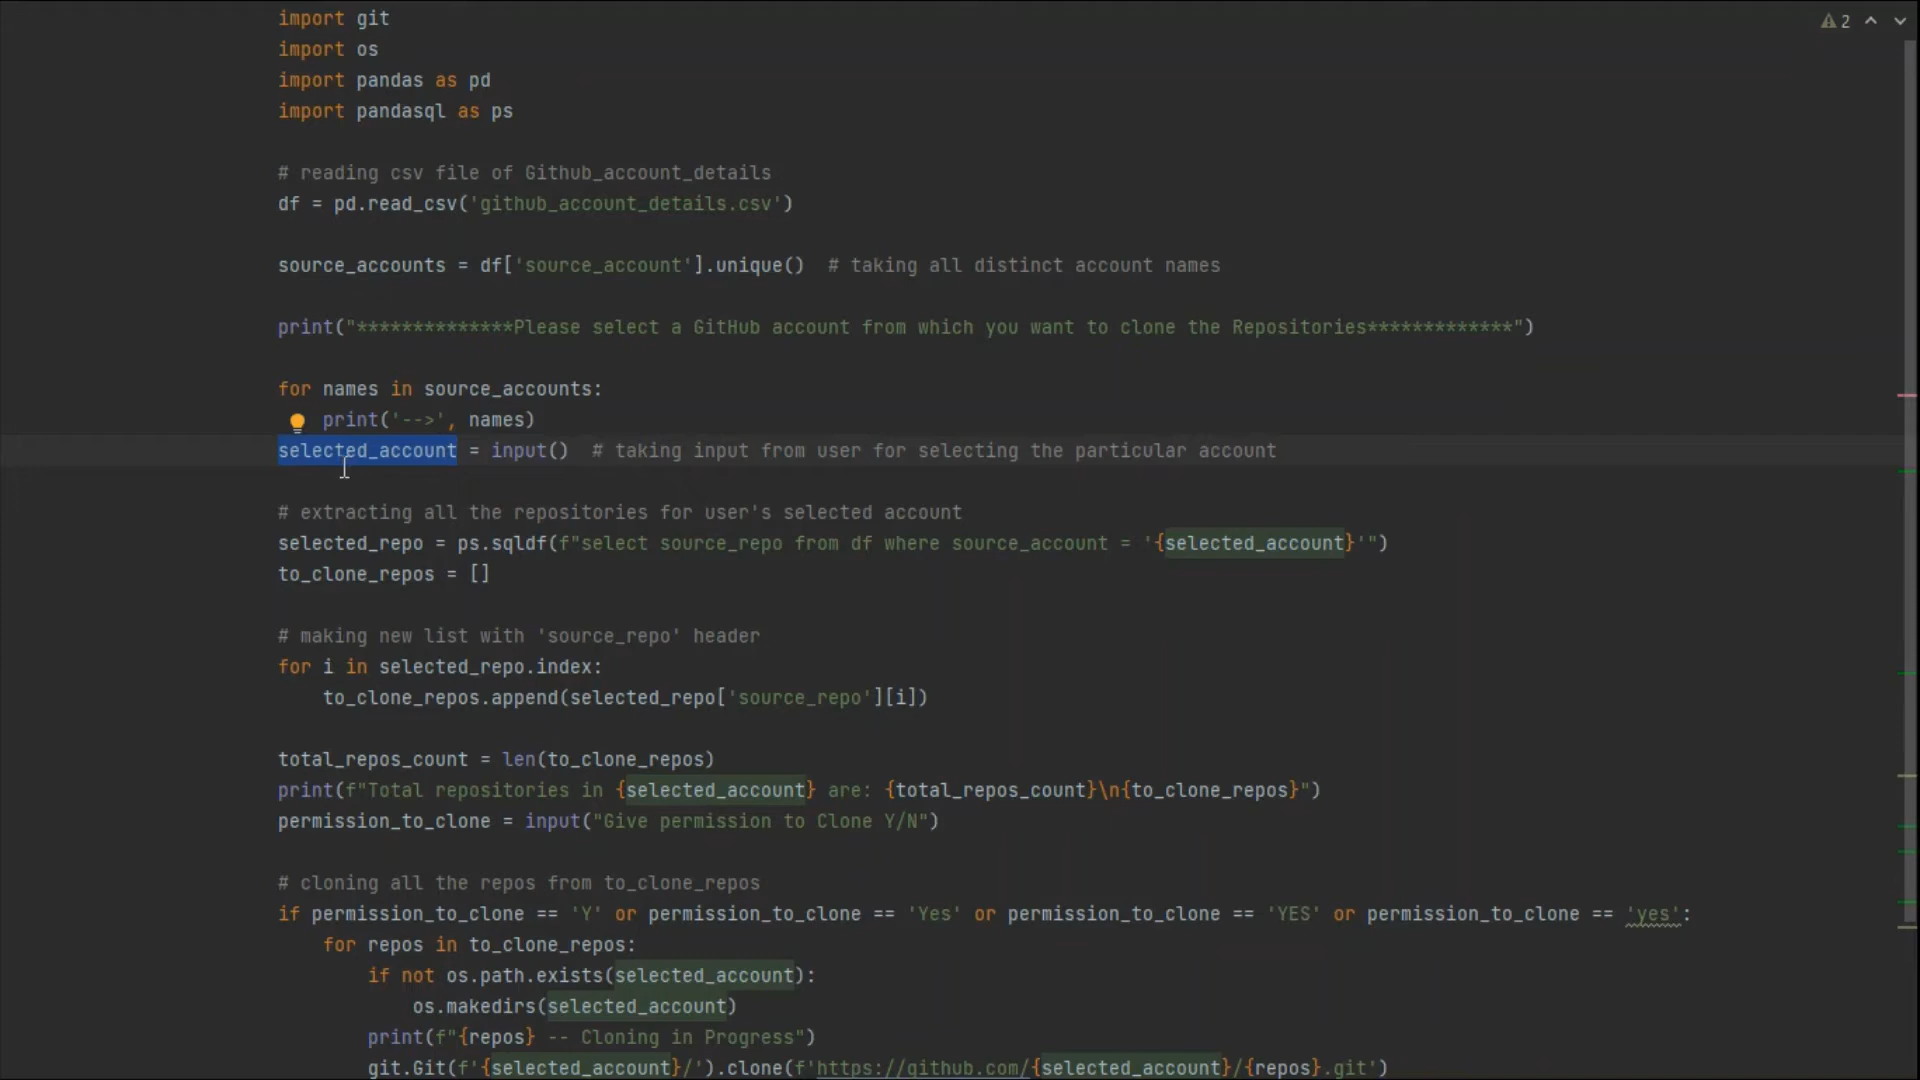 import git
2
import os
import pandas as pd
import pandasql as ps
# reading csv file of Github_account_details
df = pd.read_csv('github_account_details.csv')
source_accounts = df['source_account'].unique()  # taking all distinct account names
print("**************Please select a GitHub account from which you want to clone the Repositories*************")
for names in source_accounts:
    print('-->', names)
selected_account = input()  # taking input from user for selecting the particular account
# extracting all the repositories for user's selected account
selected_repo = ps.sqldf(f"select source_repo from df where source_account = '{selected_account}'")
to_clone_repos = []
# making new list with 'source_repo' header
for i in selected_repo.index:
    to_clone_repos.append(selected_repo['source_repo'][i])
total_repos_count = len(to_clone_repos)
print(f"Total repositories in {selected_account} are: {total_repos_count}\n{to_clone_repos}")
permission_to_clone = input("Give permission to Clone Y/N")
# cloning all the repos from to_clone_repos
if permission_to_clone == 'Y' or permission_to_clone == 'Yes' or permission_to_clone == 'YES' or permission_to_clone == 'yes':
    for repos in to_clone_repos:
        if not os.path.exists(selected_account):
            os.makedirs(selected_account)
        print(f"{repos} -- Cloning in Progress")
        git.Git(f'{selected_account}/').clone(f'https://github.com/{selected_account}/{repos}.git')